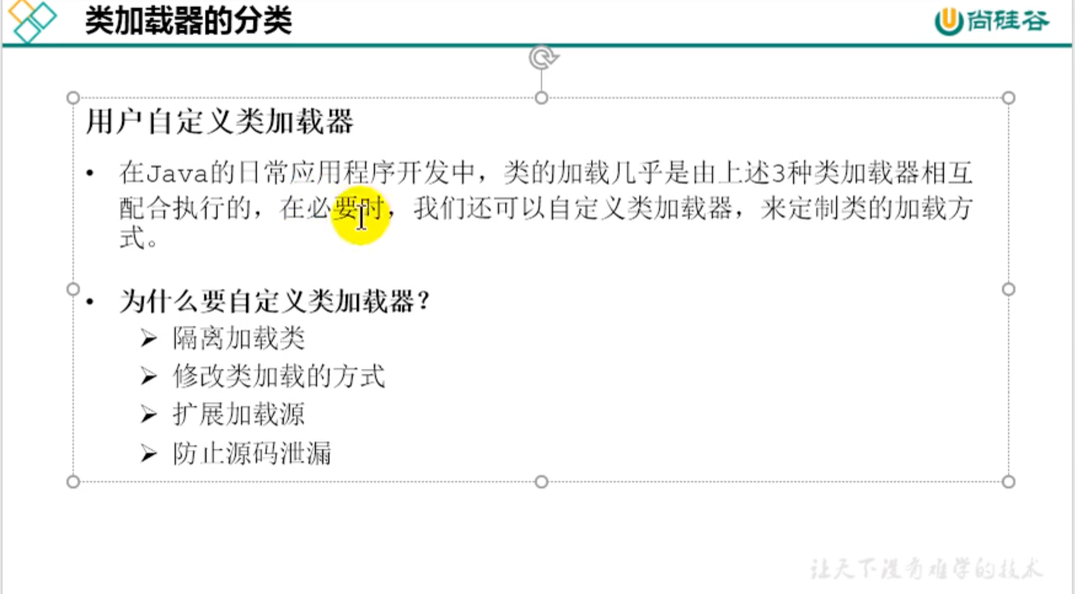 类加载器的分类
尚硅谷
用户自定义类加载器
• 在Java的日常应用程序开发中，类的加载几乎是由上述3种类加载器相互
配合执行的，在必要时，我们还可以自定义类加载器，来定制类的加载方
式。
• 为什么要自定义类加载器？
➢ 隔离加载类
➢ 修改类加载的方式
➢ 扩展加载源
➢ 防止源码泄漏
让天下没有难学的技术